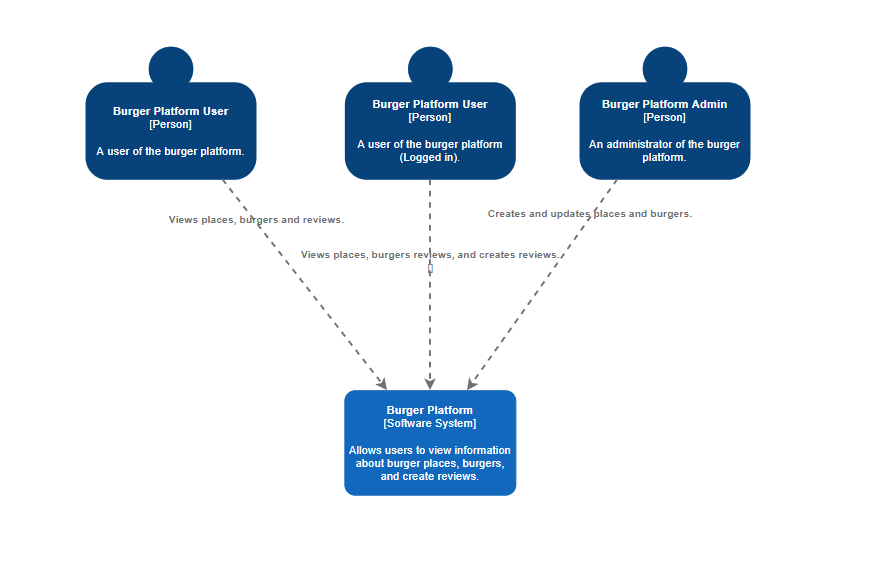 Burger Platform User
[Person]
A user of the burger platform.
Burger Platform User
[Person]
A user of the burger platform
(Logged in).
Burger Platform Admin
[Person]
An administrator of the burger
platform.
Views places, burgers and reviews.
Views places, burgers reviews, and creates reviews.
Creates and updates places and burgers.
Burger Platform
[Software System]
Allows users to view information
about burger places, burgers,
and create reviews.